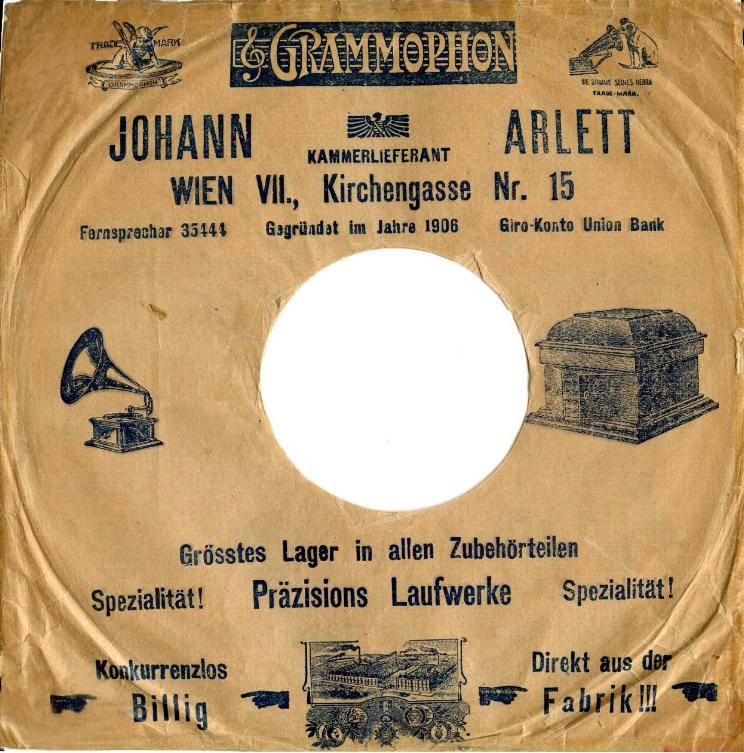 TRADE MARK
GRAMMOPHON
GRAMMOPHON
DIE STIMME SEINES HERRN
TRADE-MARK.
JOHANN ARLETT
KAMMERLIEFERANT
WIEN VII., Kirchengasse Nr. 15
Fernsprecher 35444 Gegründet im Jahre 1906 Giro-Konto Union Bank
Grösstes Lager in allen Zubehörteilen
Spezialität! Präzisions Laufwerke Spezialität!
Konkurrenzlos
Billig
Direkt aus der
Fabrik!!!